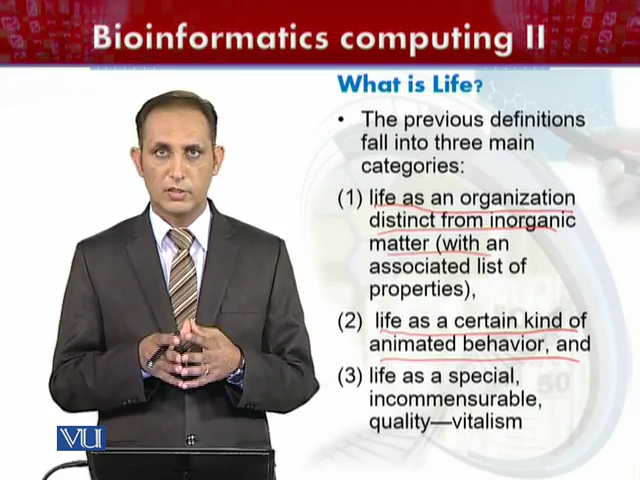 Bioinformatics computing II
What is Life?
• The previous definitions
fall into three main
categories:
(1) life as an organization
distinct from inorganic
matter (with an
associated list of
properties),
(2) life as a certain kind of
animated behavior, and
(3) life as a special,
incommensurable,
quality—vitalism
VU